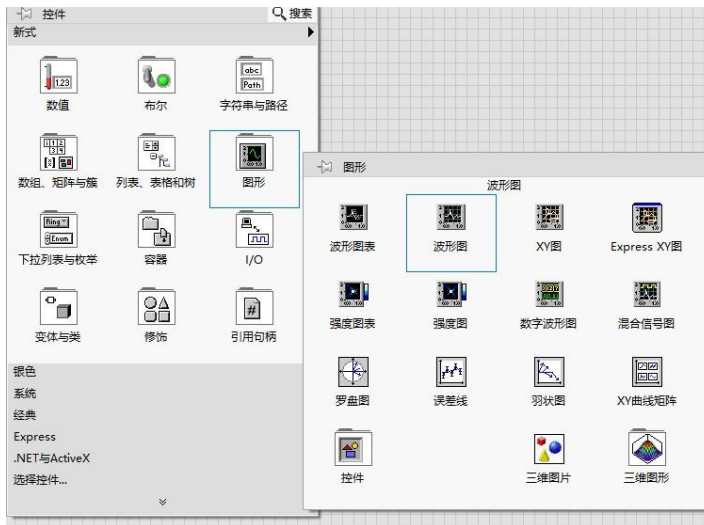 控件 搜索
新式
1.23
abc
Path
数值 布尔 字符串与路径
数组、矩阵与簇 列表、表格和树 图形
Ring
Enum
下拉列表与枚举 容器 I/O
#
变体与类 修饰 引用句柄
银色
系统
经典
Express
.NET与ActiveX
选择控件...
图形
波形图
波形图表 波形图 XY图 Express XY图
强度图表 强度图 数字波形图 混合信号图
罗盘图 误差线 羽状图 XY曲线矩阵
控件 三维图片 三维图形